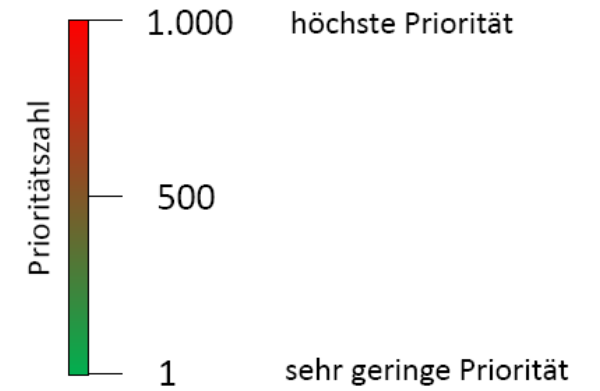 1.000 höchste Priorität
Prioritätszahl
500
1 sehr geringe Priorität